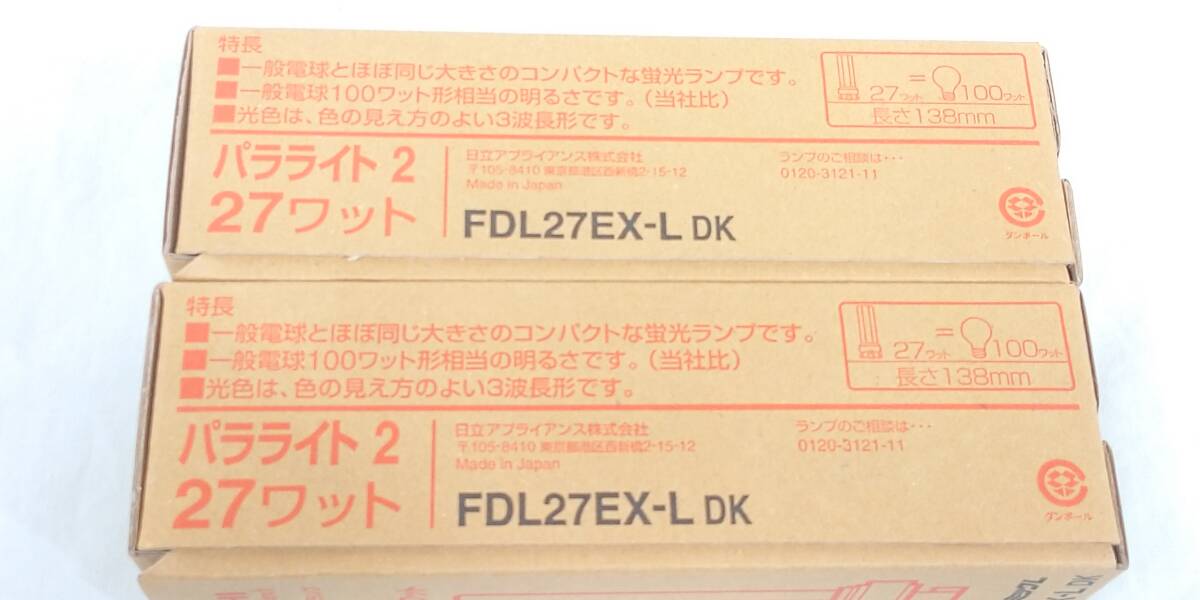 特長
■一般電球とほぼ同じ大きさのコンパクトな蛍光ランプです。
■一般電球100ワット形相当の明るさです。(当社比)
■光色は、色の見え方のよい3波長形です。
27ワット=100ワット
長さ138mm
パラライト2
27ワット
日立アプライアンス株式会社
〒105-8410 東京都港区西新橋2-15-12
Made in Japan
FDL27EX-L DK
ランプのご相談は…
0120-3121-11
ダンボール
特長
■一般電球とほぼ同じ大きさのコンパクトな蛍光ランプです。
■一般電球100ワット形相当の明るさです。(当社比)
■光色は、色の見え方のよい3波長形です。
27ワット=100ワット
長さ138mm
パラライト2
27ワット
日立アプライアンス株式会社
〒105-8410 東京都港区西新橋2-15-12
Made in Japan
FDL27EX-L DK
ランプのご相談は…
0120-3121-11
ダンボール
DK